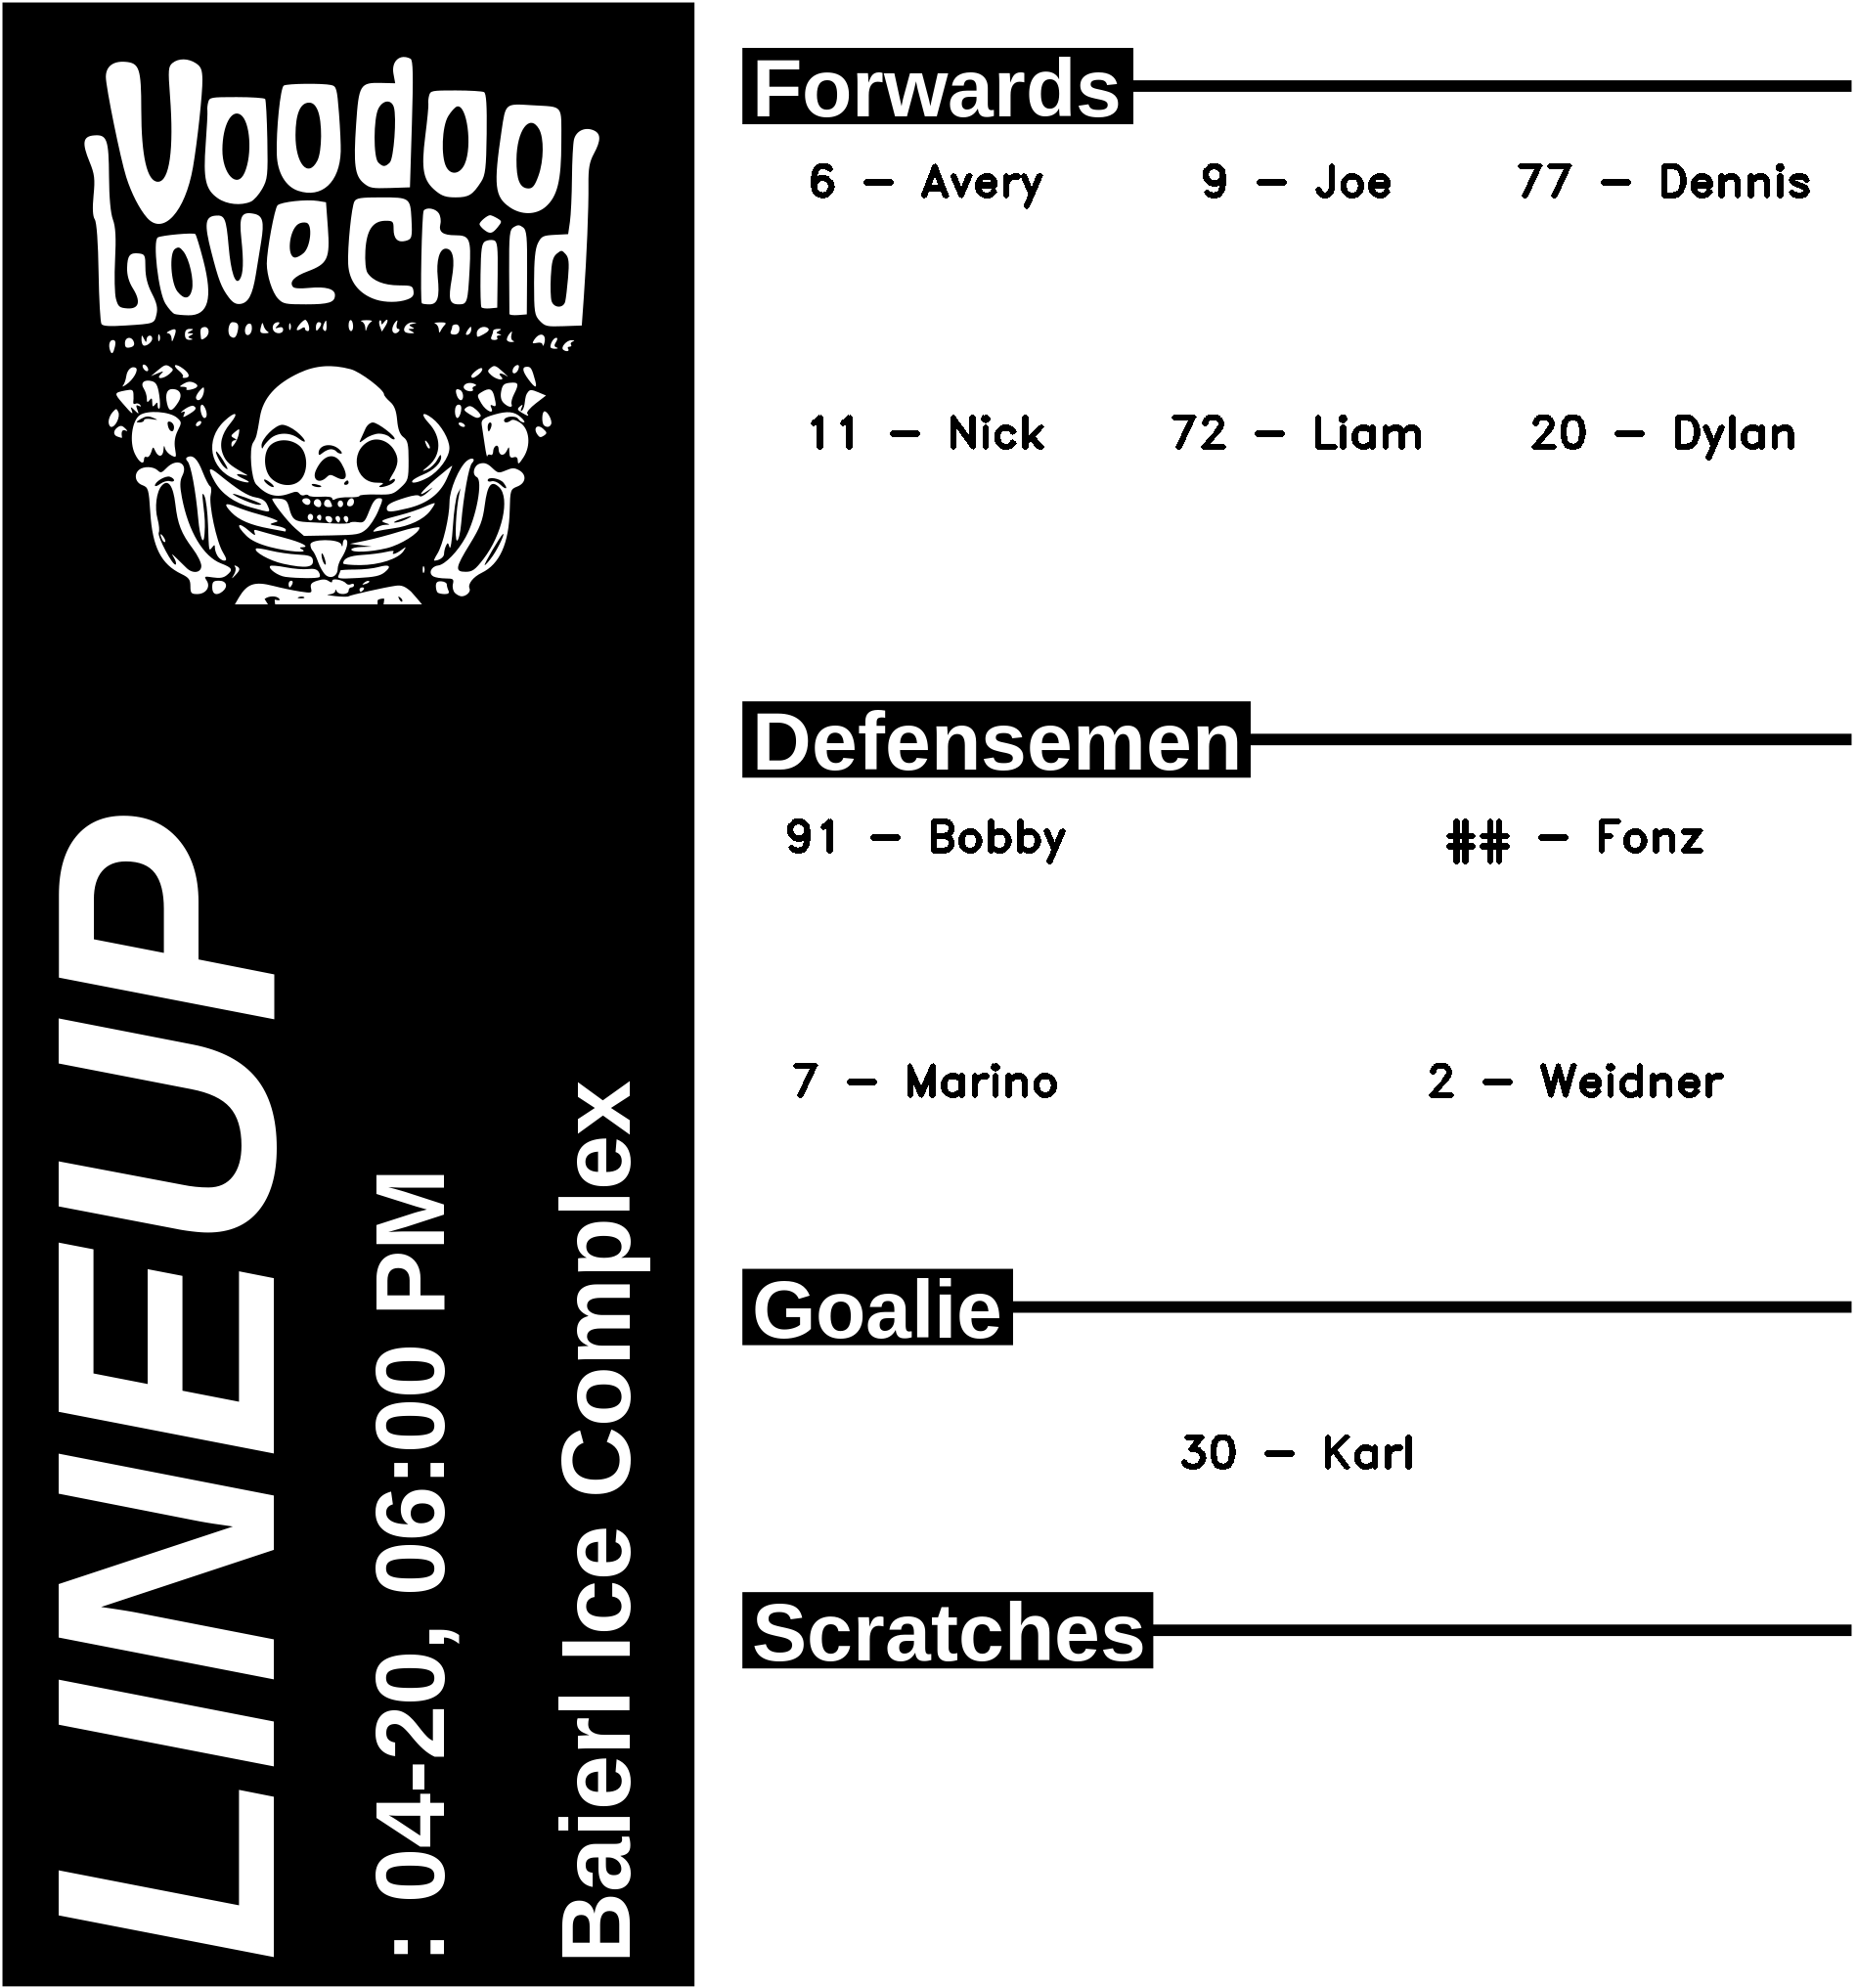 Voodoo
Love Child
LINEUP
: 04-20, 06:00 PM
Baierl Ice Complex
Forwards
6 - Avery 9 - Joe 77 - Dennis
11 - Nick 72 - Liam 20 - Dylan
Defensemen
91 - Bobby ## - Fonz
7 - Marino 2 - Weidner
Goalie
30 - Karl
Scratches